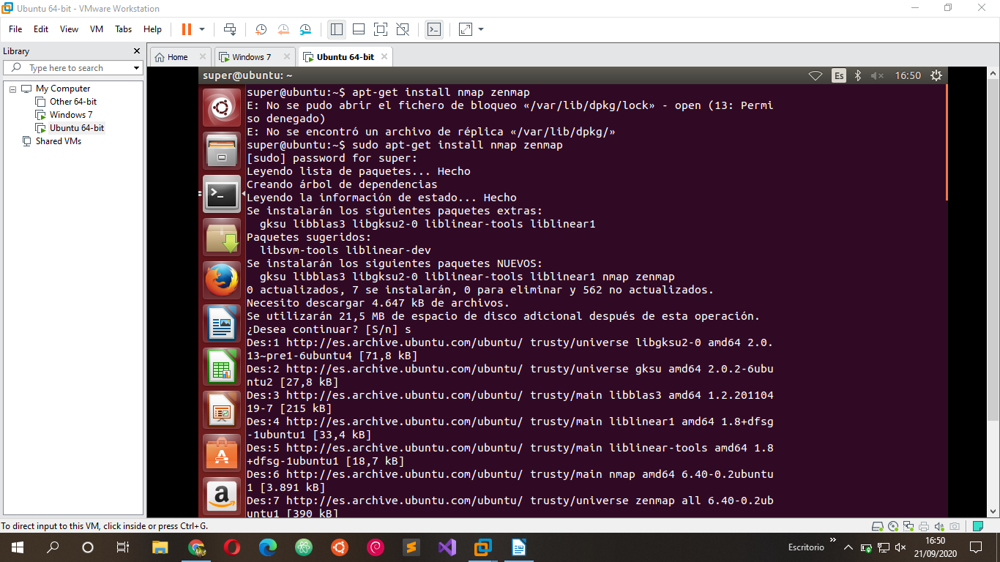 Ubuntu 64-bit - VMware Workstation
File Edit View VM Tabs Help
Library
Home
Windows 7
Ubuntu 64-bit
Type here to search
My Computer
Other 64-bit
Windows 7
Ubuntu 64-bit
Shared VMs
super@ubuntu: ~
Es
16:50
super@ubuntu:~$ apt-get install nmap zenmap
E: No se pudo abrir el fichero de bloqueo «/var/lib/dpkg/lock» - open (13: Permi
so denegado)
E: No se encontró un archivo de réplica «/var/lib/dpkg/»
super@ubuntu:~$ sudo apt-get install nmap zenmap
[sudo] password for super:
Leyendo lista de paquetes... Hecho
Creando árbol de dependencias
Leyendo la información de estado... Hecho
Se instalarán los siguientes paquetes extras:
gksu libblas3 libgksu2-0 liblinear-tools liblinear1
Paquetes sugeridos:
libsvm-tools liblinear-dev
Se instalarán los siguientes paquetes NUEVOS:
gksu libblas3 libgksu2-0 liblinear-tools liblinear1 nmap zenmap
0 actualizados, 7 se instalarán, 0 para eliminar y 562 no actualizados.
Necesito descargar 4.647 kB de archivos.
Se utilizarán 21,5 MB de espacio de disco adicional después de esta operación.
¿Desea continuar? [S/n] s
Des:1 http://es.archive.ubuntu.com/ubuntu/ trusty/universe libgksu2-0 amd64 2.0.
13~pre1-6ubuntu4 [71,8 kB]
Des:2 http://es.archive.ubuntu.com/ubuntu/ trusty/universe gksu amd64 2.0.2-6ubu
ntu2 [27,8 kB]
Des:3 http://es.archive.ubuntu.com/ubuntu/ trusty/main libblas3 amd64 1.2.201104
19-7 [215 kB]
Des:4 http://es.archive.ubuntu.com/ubuntu/ trusty/main liblinear1 amd64 1.8+dfsg
-1ubuntu1 [33,4 kB]
Des:5 http://es.archive.ubuntu.com/ubuntu/ trusty/main liblinear-tools amd64 1.8
+dfsg-1ubuntu1 [18,7 kB]
Des:6 http://es.archive.ubuntu.com/ubuntu/ trusty/main nmap amd64 6.40-0.2ubuntu
1 [3.891 kB]
Des:7 http://es.archive.ubuntu.com/ubuntu/ trusty/universe zenmap all 6.40-0.2ub
untu1 [390 kB]
To direct input to this VM, click inside or press Ctrl+G.
Escritorio
16:50
21/09/2020